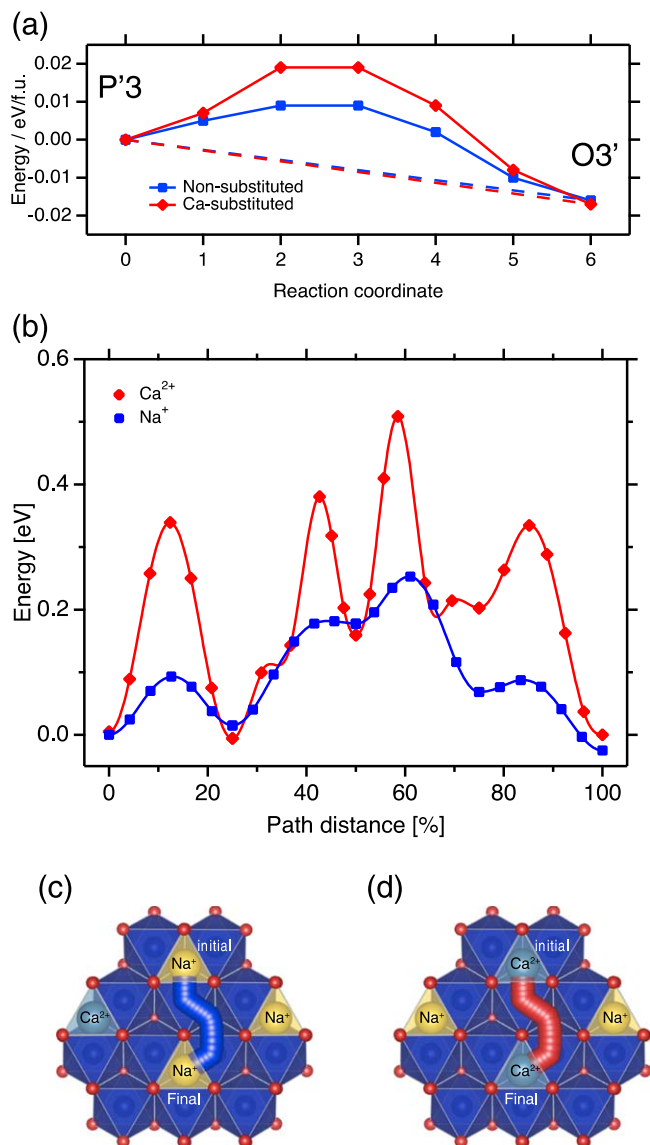 (a)
Energy / eV/f.u.
0.02
0.01
0.00
-0.01
-0.02
P'3
O3'
Non-substituted
Ca-substituted
0 1 2 3 4 5 6
Reaction coordinate
(b)
Energy [eV]
0.6
0.4
0.2
0.0
Ca2+
Na+
0 20 40 60 80 100
Path distance [%]
(c) (d)
initial initial
Na+ Ca2+
Ca2+ Na+ Na+ Na+
Na+ Ca2+
Final Final